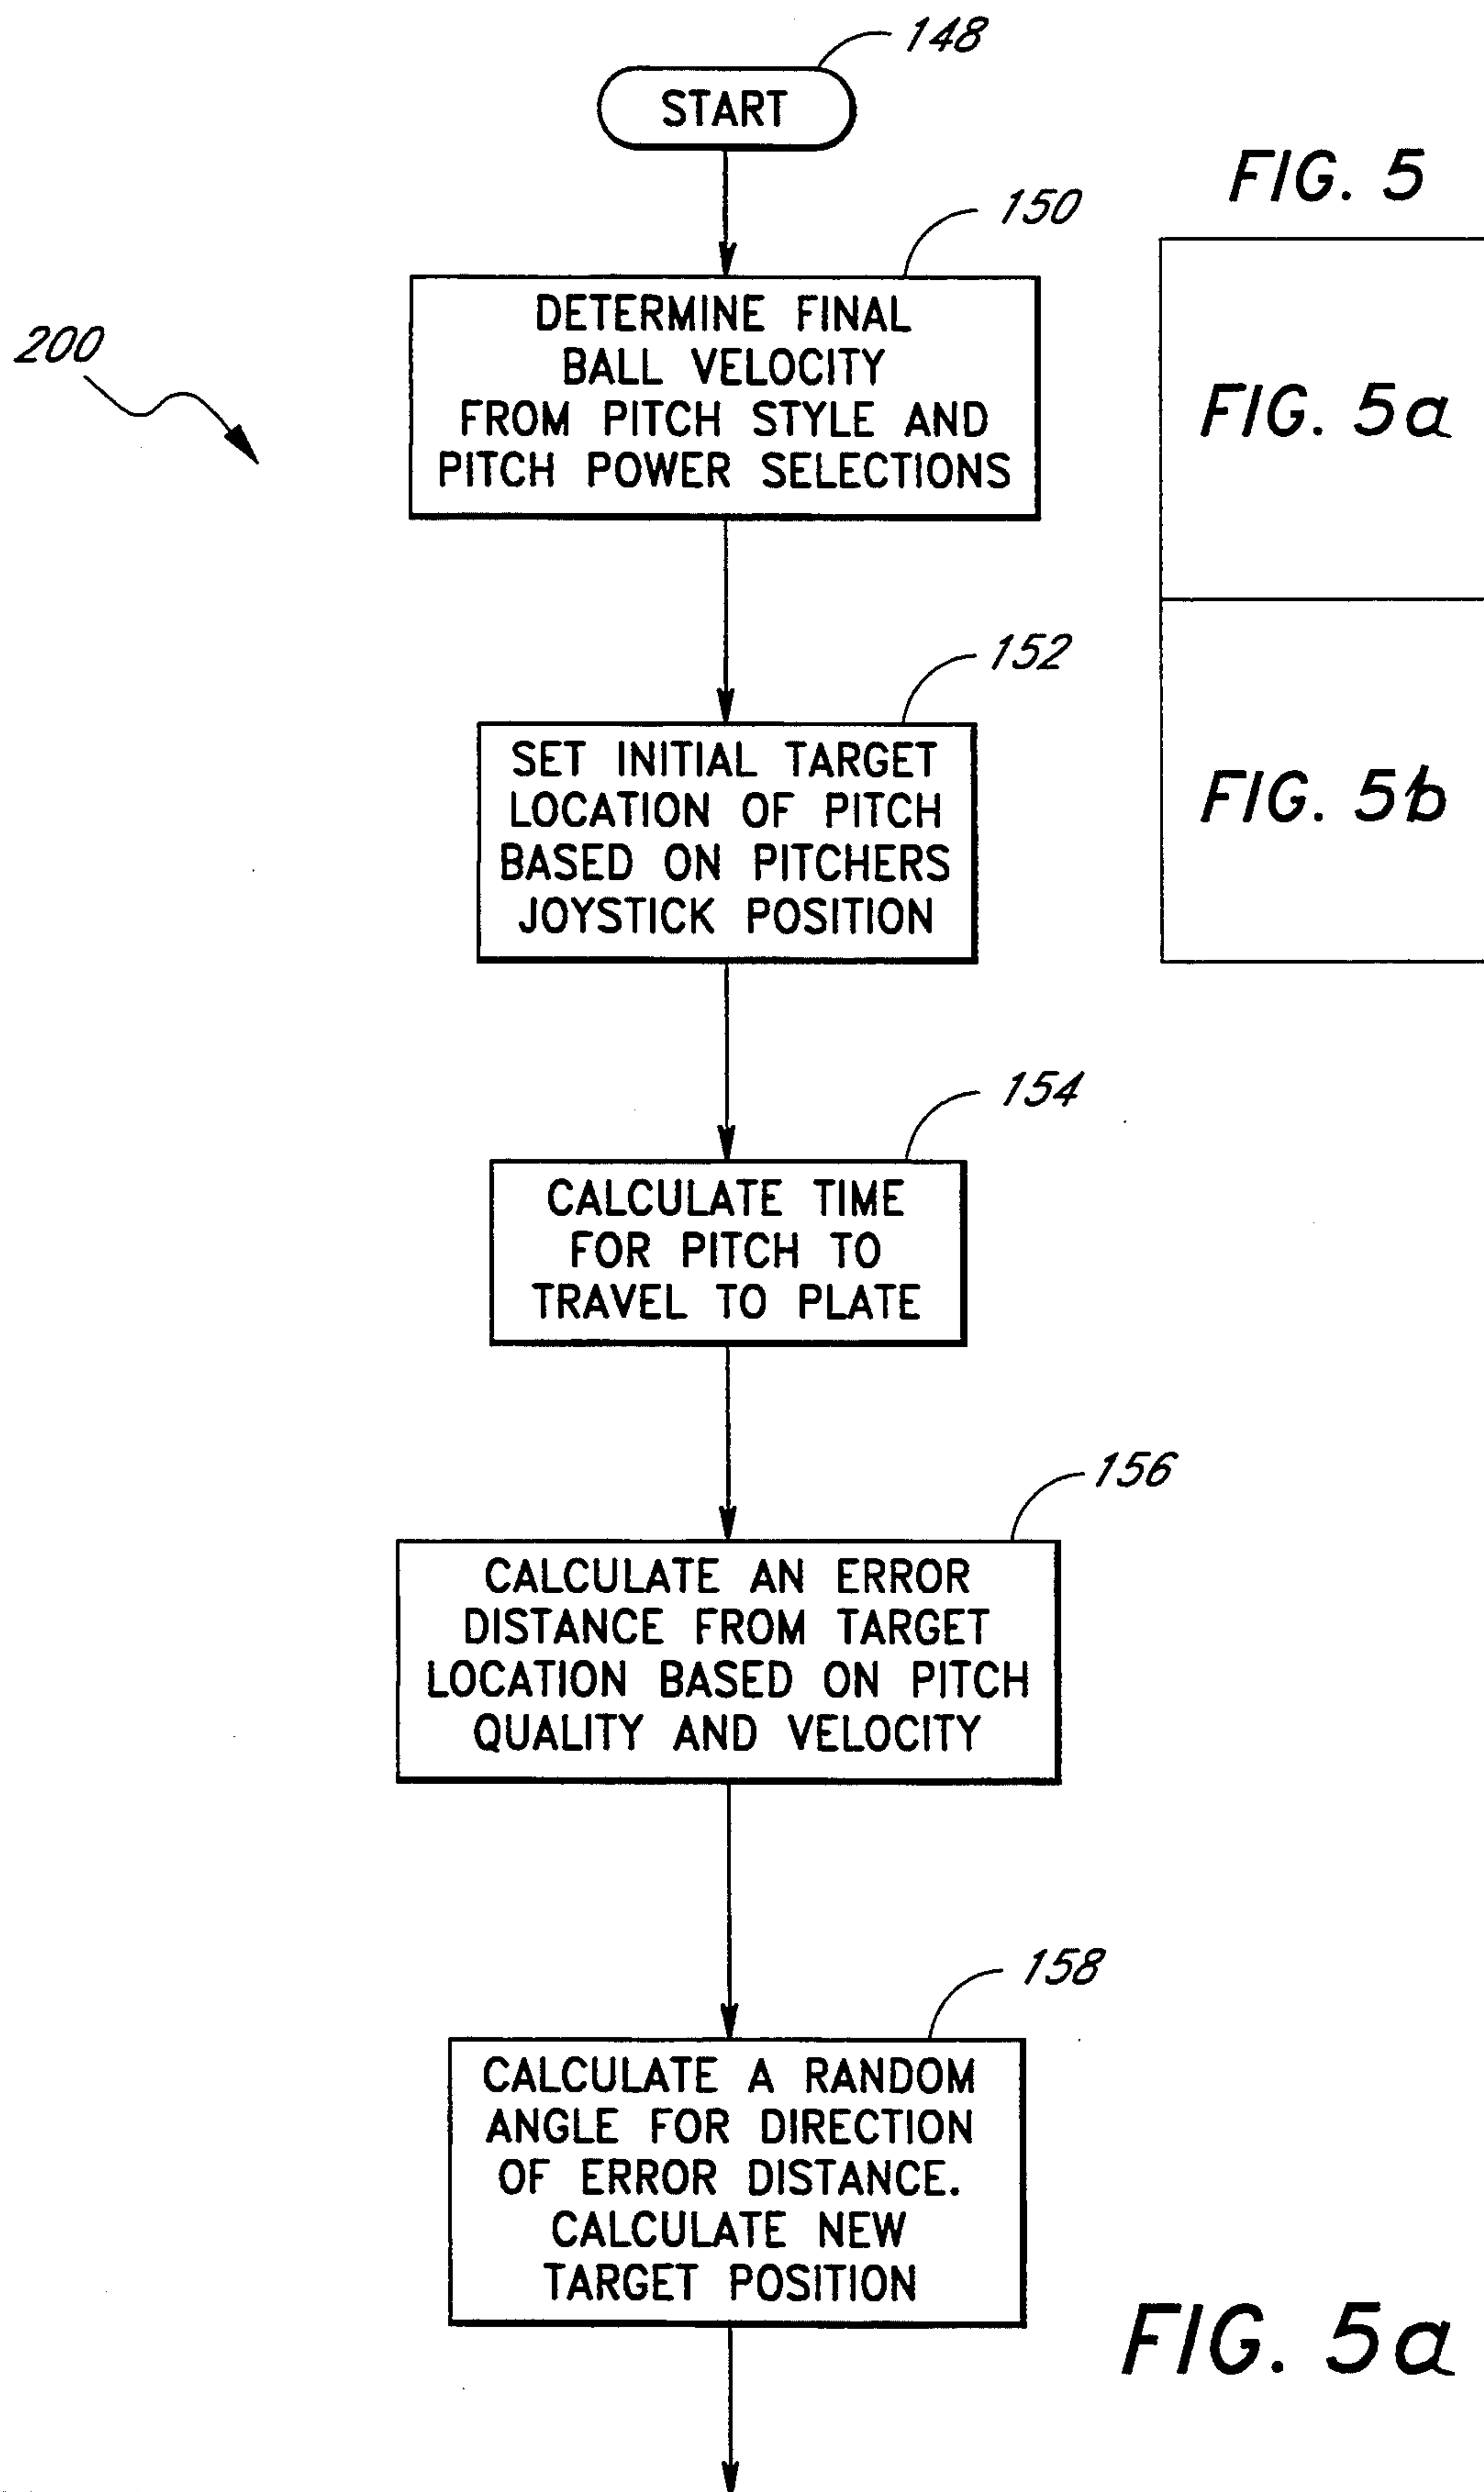 148
START
FIG. 5
150
200
DETERMINE FINAL
BALL VELOCITY
FROM PITCH STYLE AND
PITCH POWER SELECTIONS
FIG. 5a
152
SET INITIAL TARGET
LOCATION OF PITCH
BASED ON PITCHERS
JOYSTICK POSITION
FIG. 5b
154
CALCULATE TIME
FOR PITCH TO
TRAVEL TO PLATE
156
CALCULATE AN ERROR
DISTANCE FROM TARGET
LOCATION BASED ON PITCH
QUALITY AND VELOCITY
158
CALCULATE A RANDOM
ANGLE FOR DIRECTION
OF ERROR DISTANCE.
CALCULATE NEW
TARGET POSITION
FIG. 5a